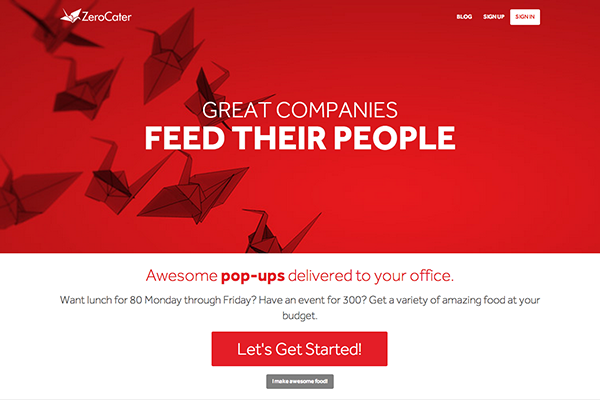 ZeroCater
BLOG SIGN UP SIGN IN
GREAT COMPANIES
FEED THEIR PEOPLE
Awesome pop-ups delivered to your office.
Want lunch for 80 Monday through Friday? Have an event for 300? Get a variety of amazing food at your
budget.
Let's Get Started!
I make awesome food!